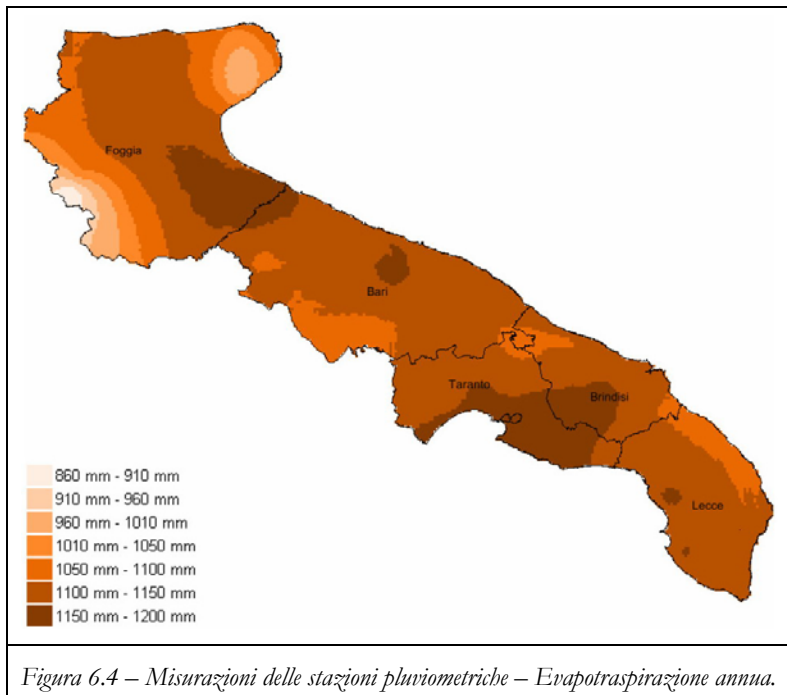 Foggia
Bari
Taranto
Brindisi
Lecce
860 mm - 910 mm
910 mm - 960 mm
960 mm - 1010 mm
1010 mm - 1050 mm
1050 mm - 1100 mm
1100 mm - 1150 mm
1150 mm - 1200 mm
Figura 6.4 – Misurazioni delle stazioni pluviometriche – Evapotraspirazione annua.